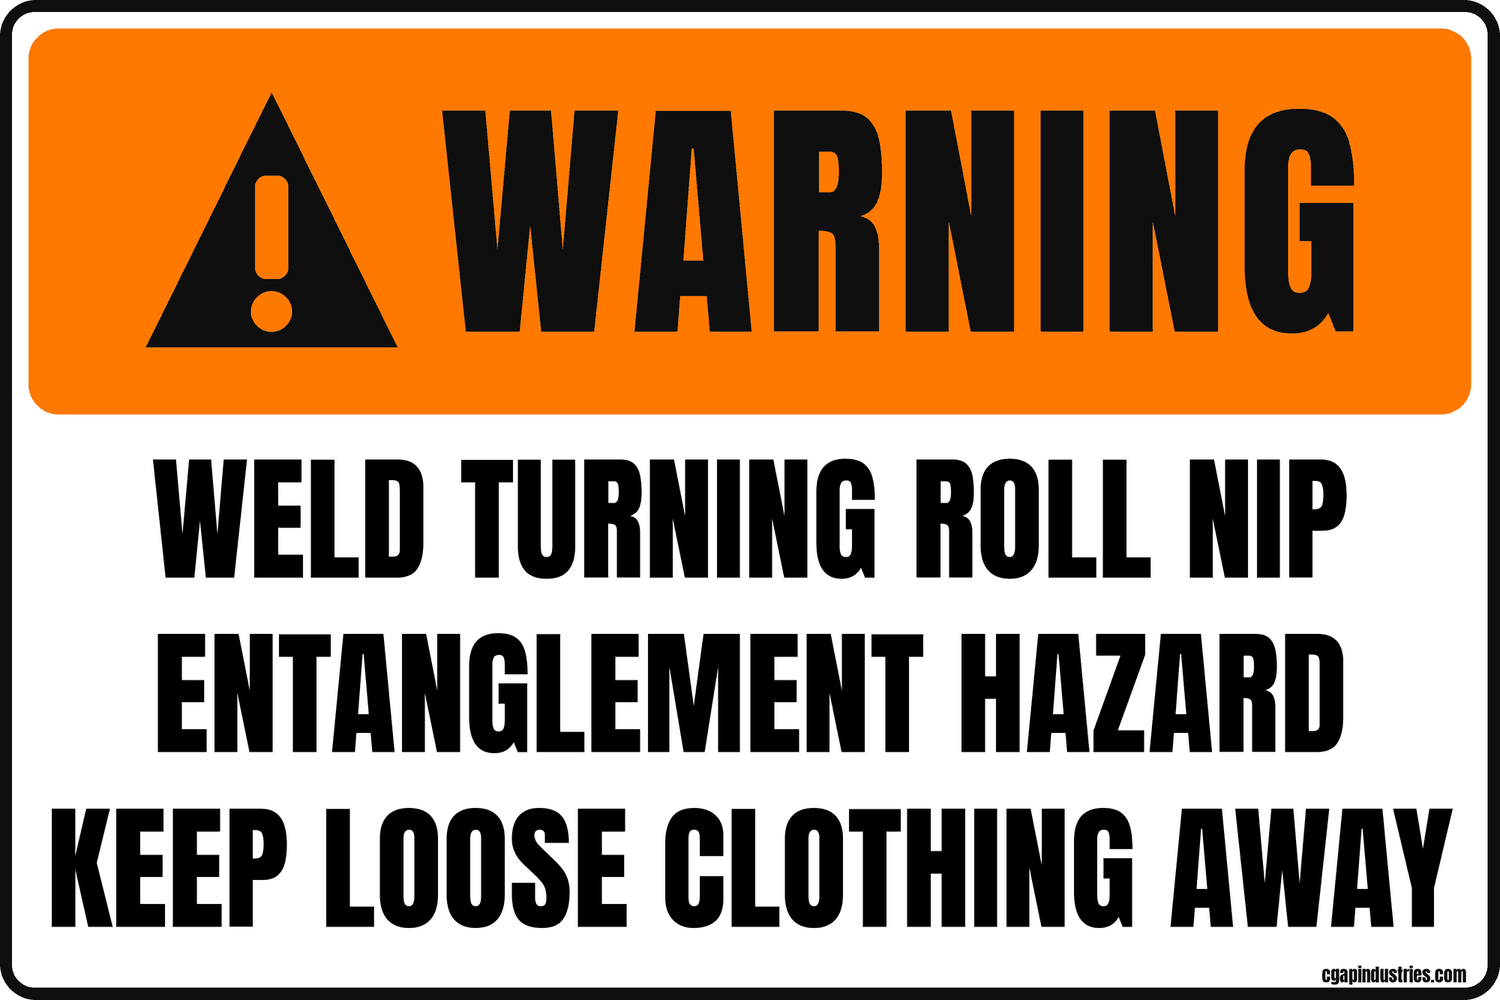 WARNING
WELD TURNING ROLL NIP
ENTANGLEMENT HAZARD
KEEP LOOSE CLOTHING AWAY
cgapindustries.com